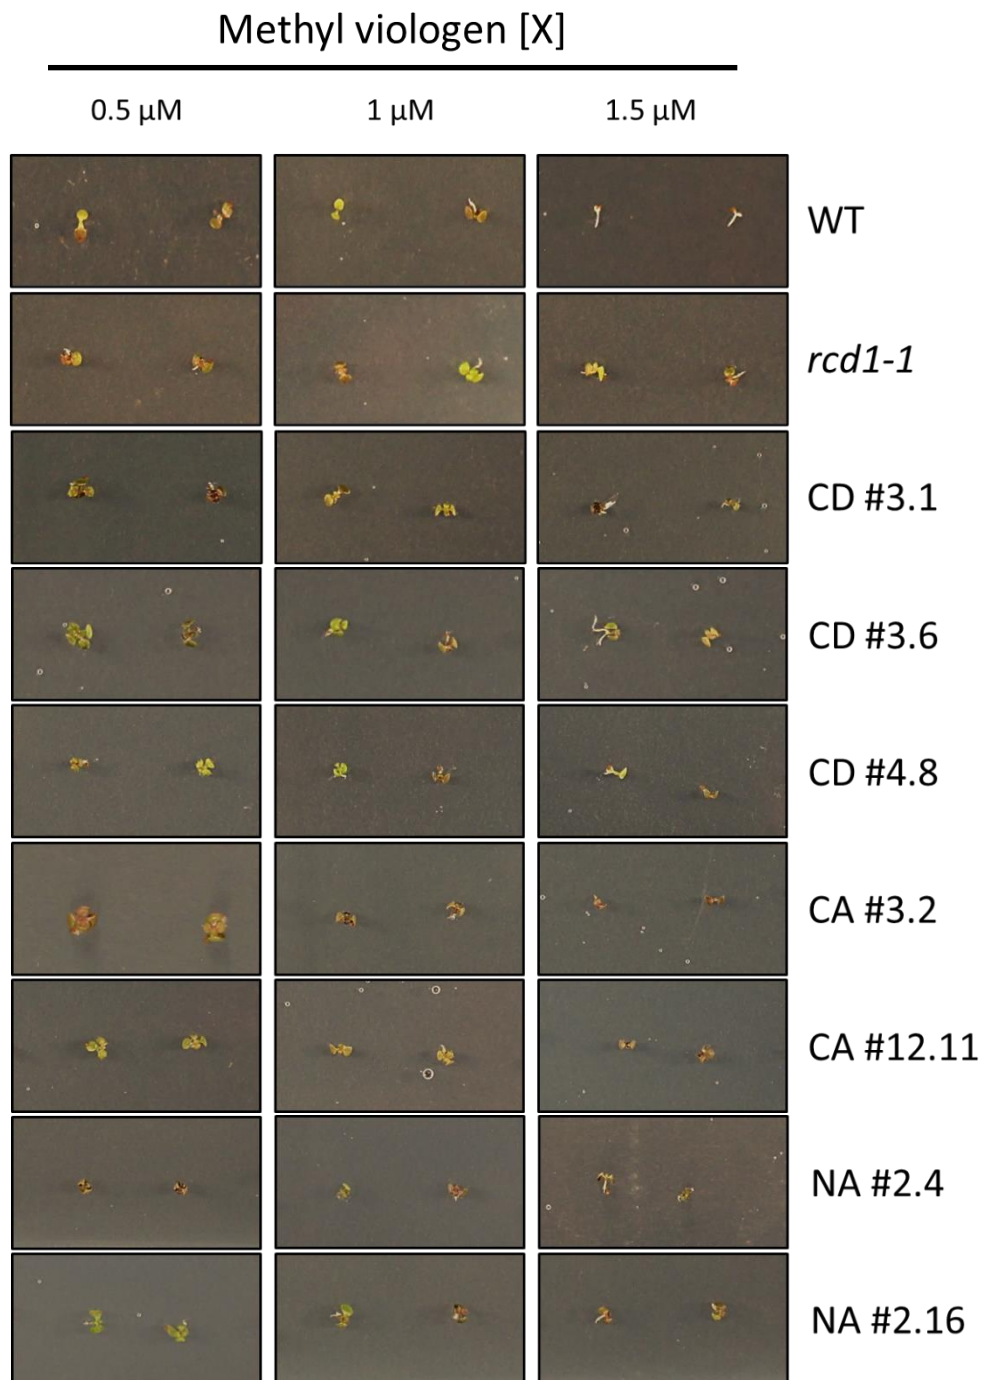 Methyl viologen [X]
0.5 µM 1 µM 1.5 µM
WT
rcd1-1
CD #3.1
CD #3.6
CD #4.8
CA #3.2
CA #12.11
NA #2.4
NA #2.16